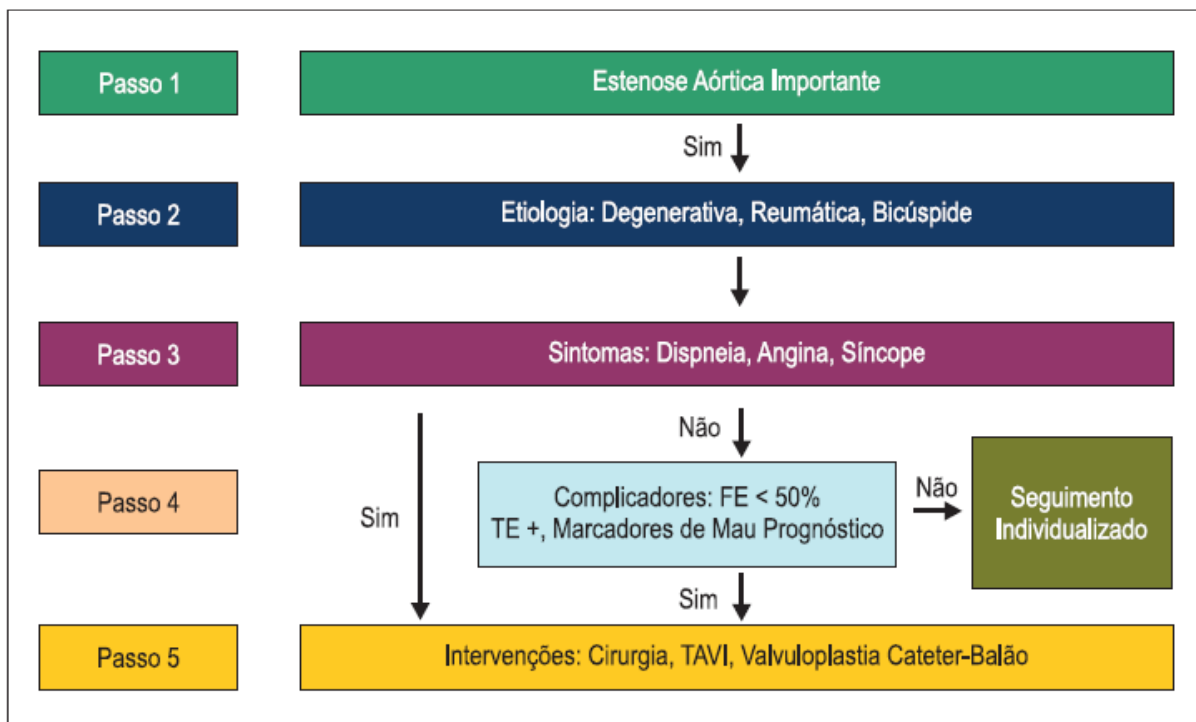 Passo 1
Estenose Aórtica Importante
Sim
Passo 2
Etiologia: Degenerativa, Reumática, Bicúspide
Passo 3
Sintomas: Dispneia, Angina, Síncope
Não
Passo 4
Sim
Complicadores: FE < 50%
TE +, Marcadores de Mau Prognóstico
Não
Seguimento
Individualizado
Sim
Passo 5
Intervenções: Cirurgia, TAVI, Valvuloplastia Cateter-Balão